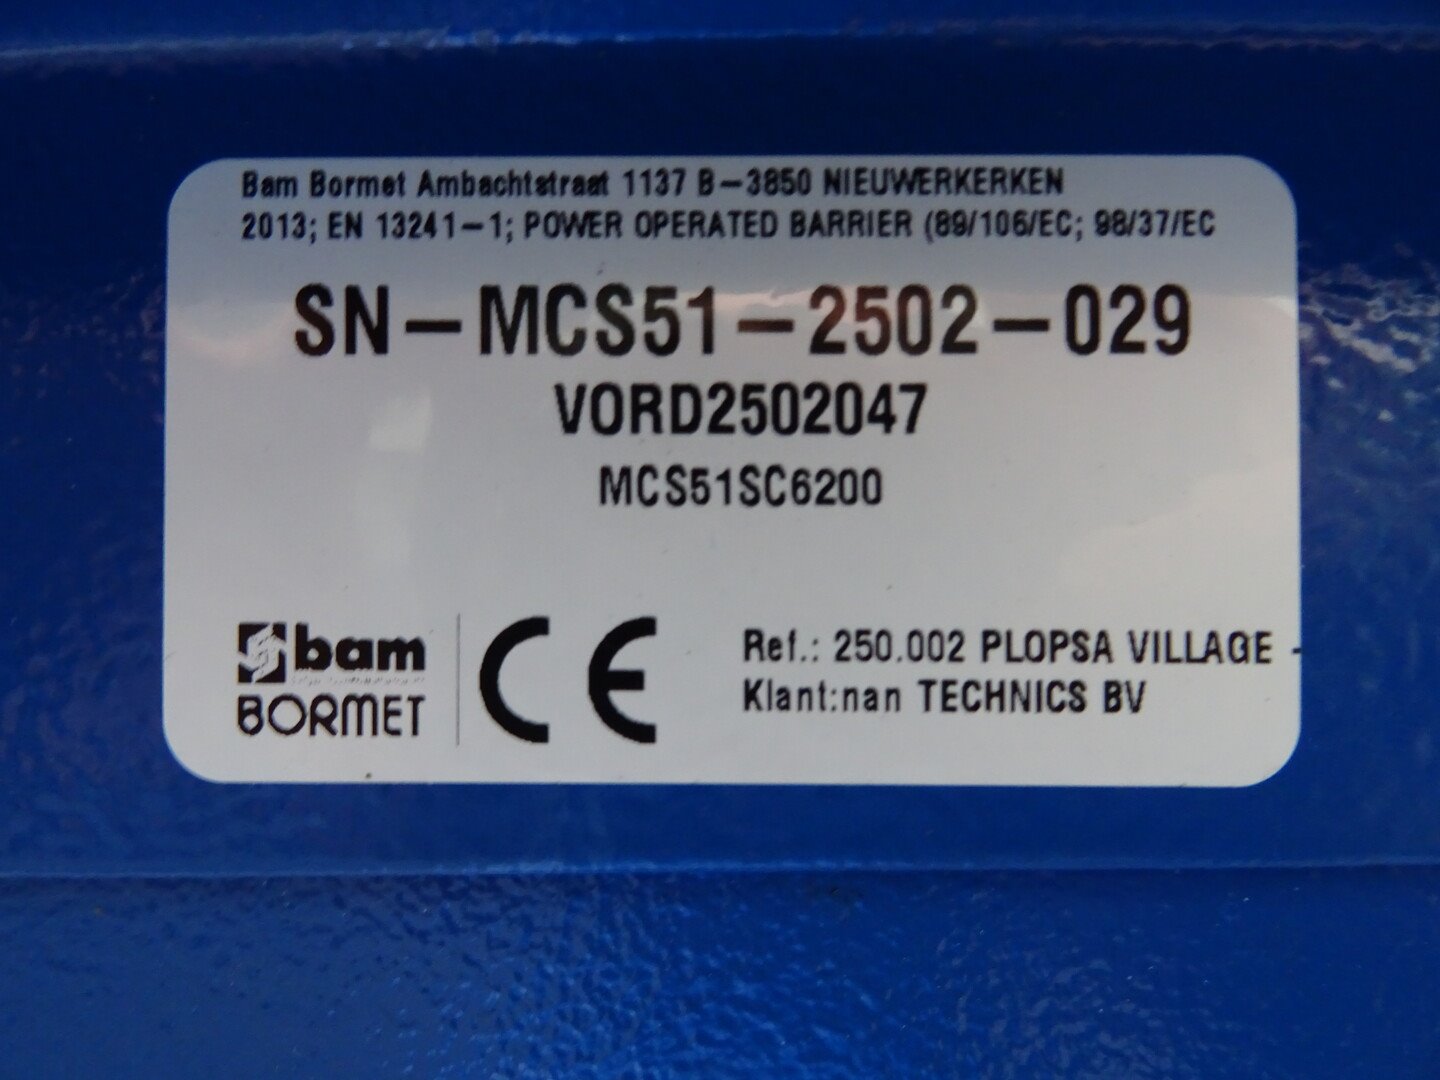 Bam Bormet Ambachtstraat 1137 B-3850 NIEUWERKERKEN
2013; EN 13241-1; POWER OPERATED BARRIER (89/106/EC; 98/37/EC
SN-MCS51-2502-029
VORD2502047
MCS51SC6200
bam
BORMET
CE
Ref.: 250.002 PLOPSA VILLAGE -
Klant:nan TECHNICS BV